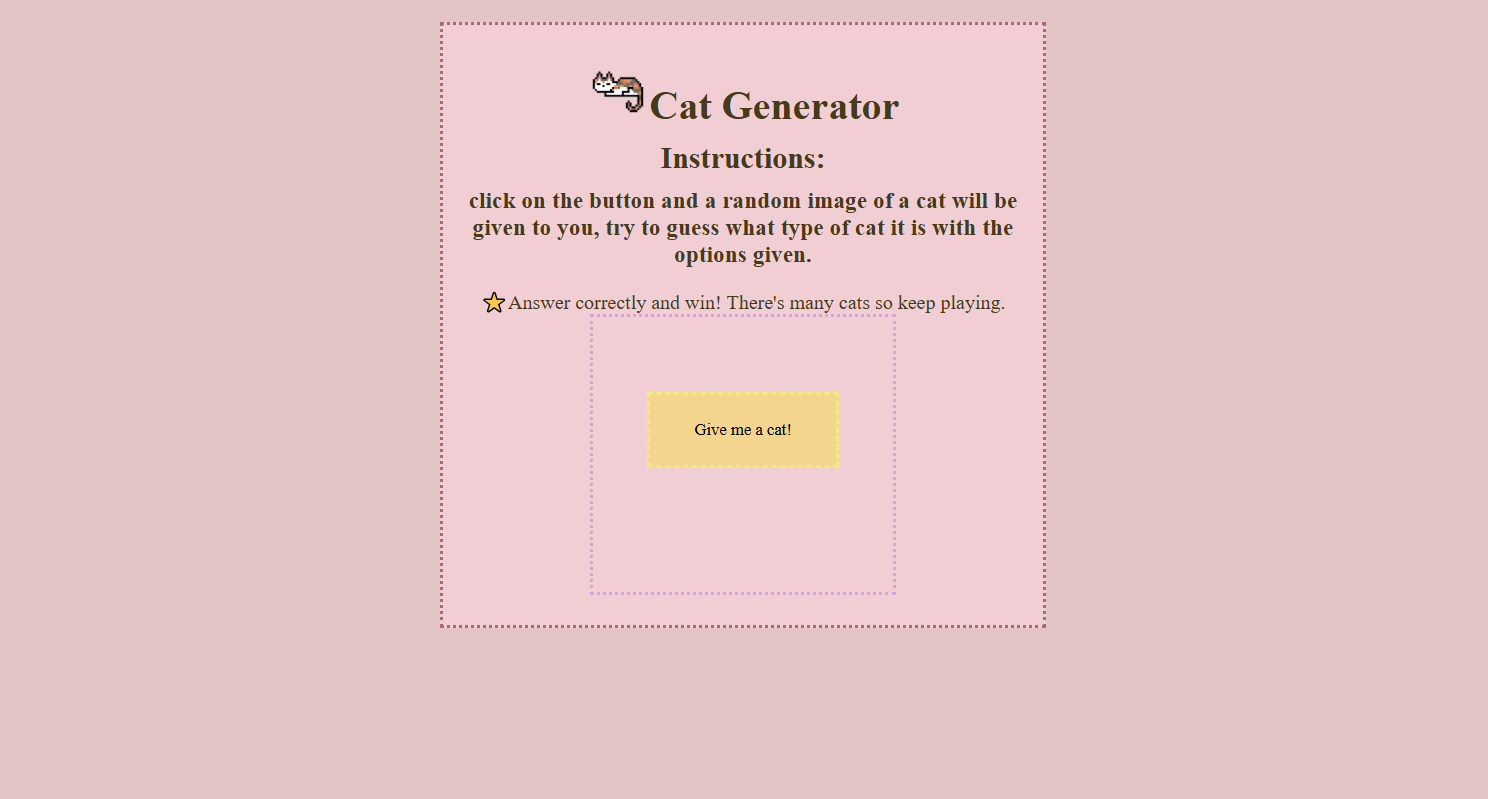 Cat Generator
Instructions:
click on the button and a random image of a cat will be
given to you, try to guess what type of cat it is with the
options given.
Answer correctly and win! There's many cats so keep playing.
Give me a cat!